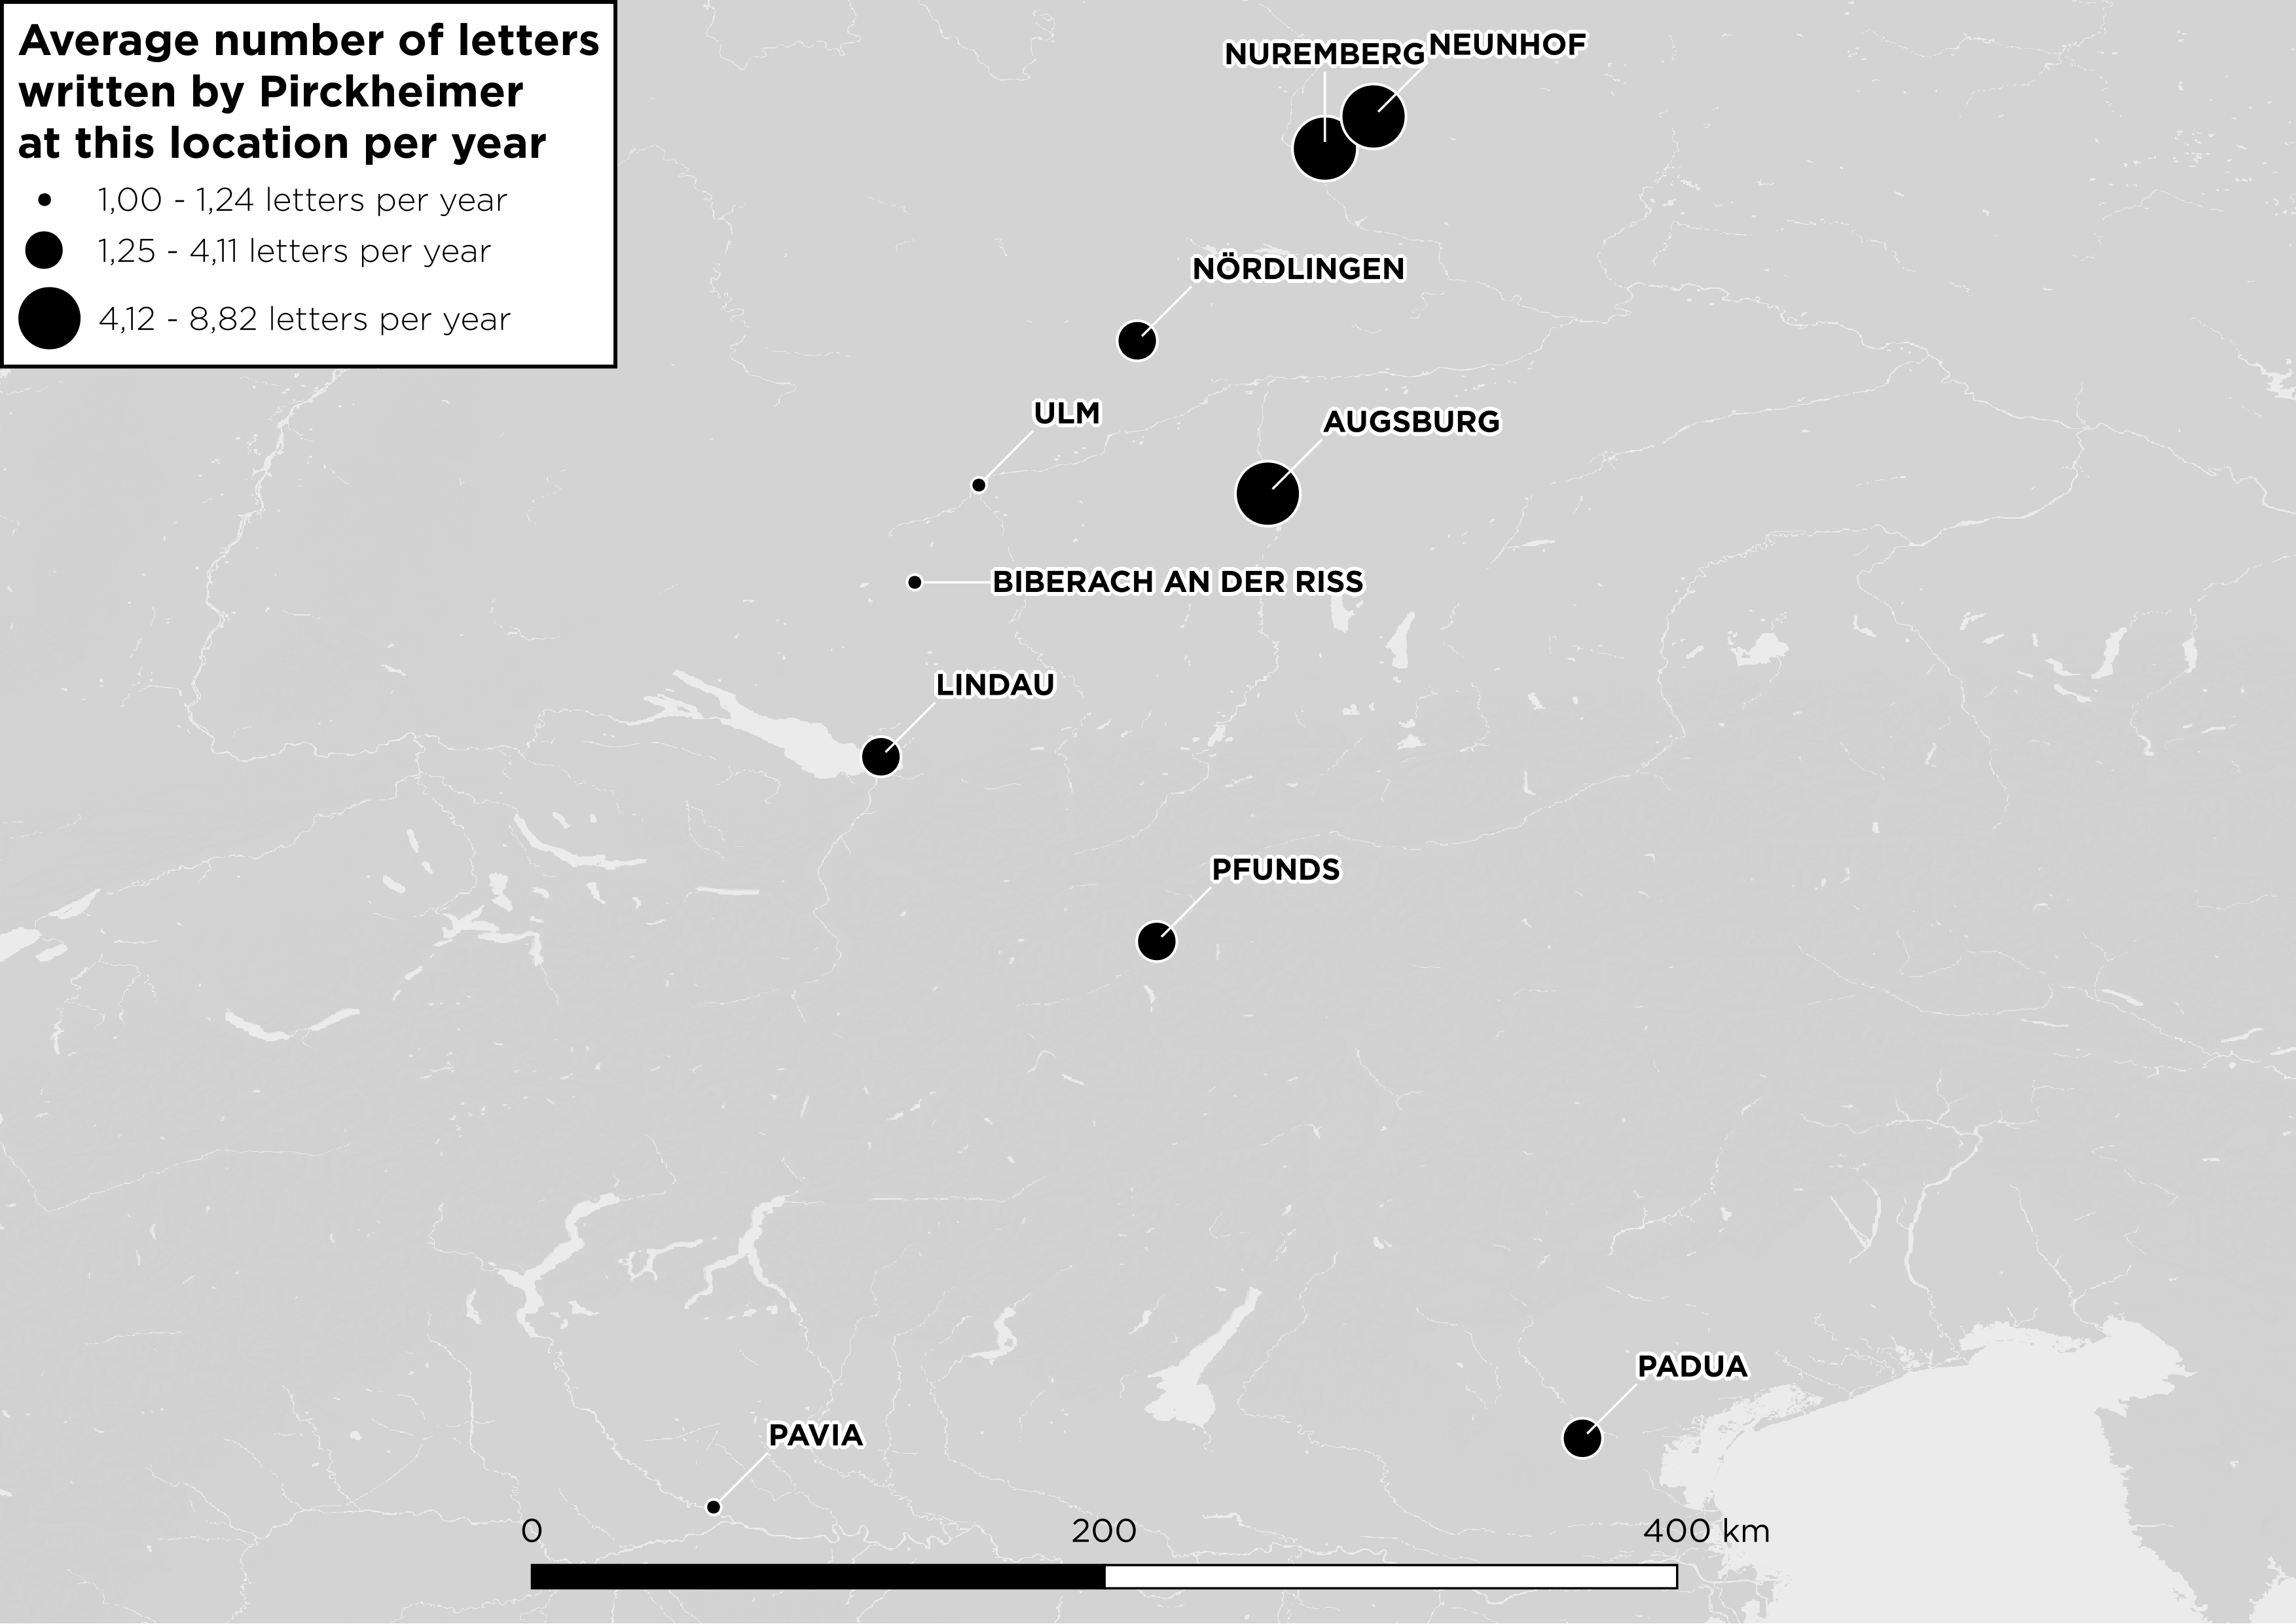 Average number of letters
written by Pirckheimer
at this location per year
1,00 - 1,24 letters per year
1,25 - 4,11 letters per year
4,12 - 8,82 letters per year
NUREMBERG
NEUNHOF
NÖRDLINGEN
ULM
AUGSBURG
BIBERACH AN DER RISS
LINDAU
PFUNDS
PADUA
PAVIA
0
200
400 km